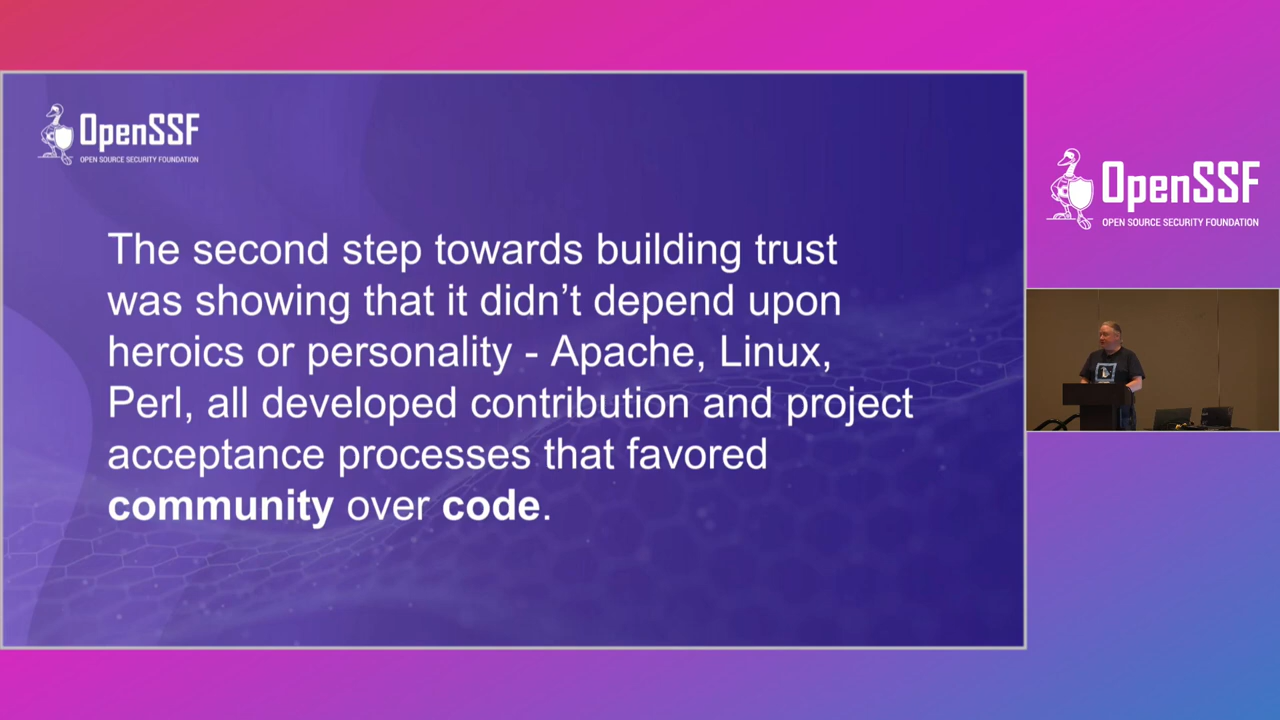 OpenSSF
OPEN SOURCE SECURITY FOUNDATION
The second step towards building trust
was showing that it didn’t depend upon
heroics or personality - Apache, Linux,
Perl, all developed contribution and project
acceptance processes that favored
community over code.
OpenSSF
OPEN SOURCE SECURITY FOUNDATION